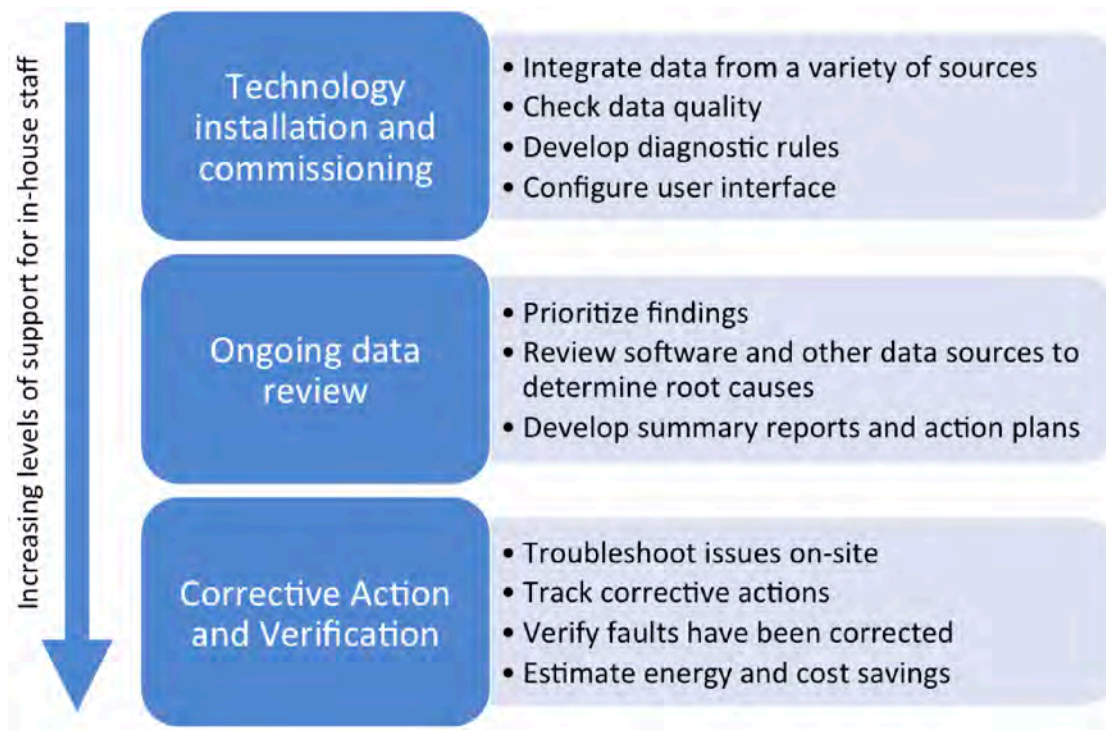 Increasing levels of support for in-house staff
Technology
installation and
commissioning
• Integrate data from a variety of sources
• Check data quality
• Develop diagnostic rules
• Configure user interface
Ongoing data
review
• Prioritize findings
• Review software and other data sources to
determine root causes
• Develop summary reports and action plans
Corrective Action
and Verification
• Troubleshoot issues on-site
• Track corrective actions
• Verify faults have been corrected
• Estimate energy and cost savings